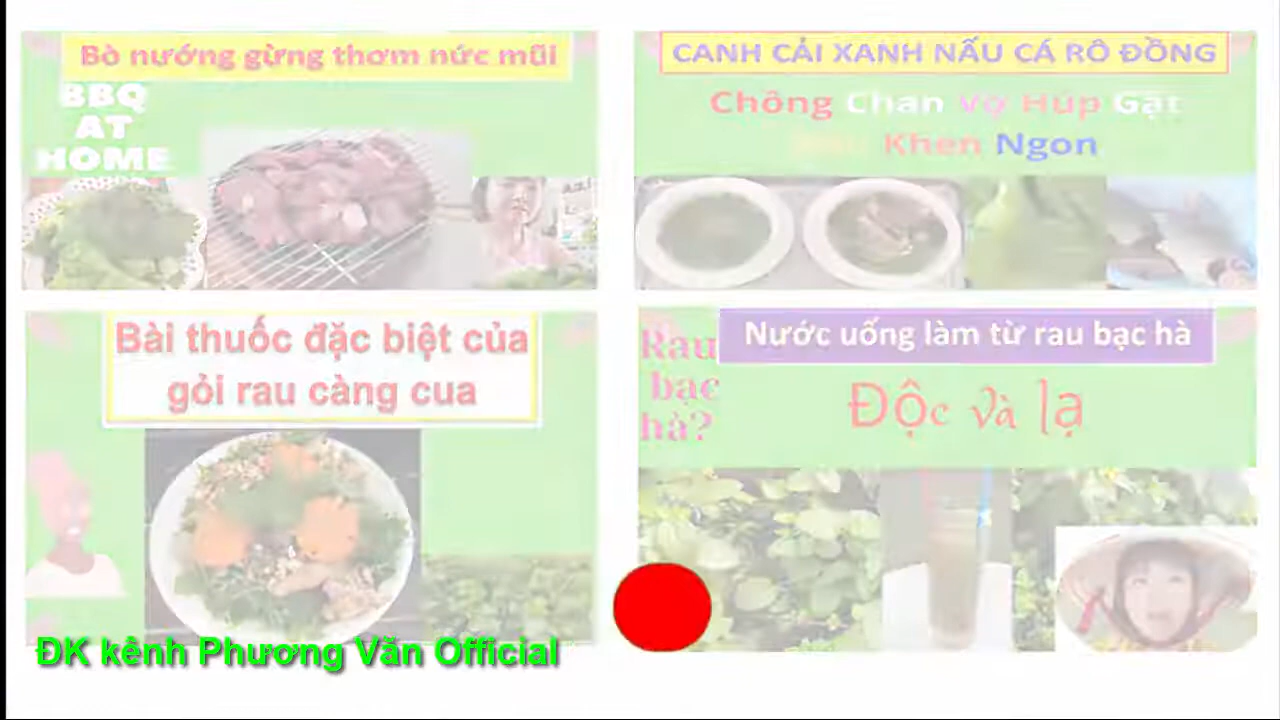 Bò nướng gừng thơm nức mũi
BBQ
AT
HOME
CANH CẢI XANH NẤU CÁ RÔ ĐỒNG
Chồng Chan Vợ Húp Gật
Khen Ngon
Bài thuốc đặc biệt của
gỏi rau càng cua
Rau
bạc
hà?
Nước uống làm từ rau bạc hà
Độc và lạ
ĐK kênh Phương Văn Official